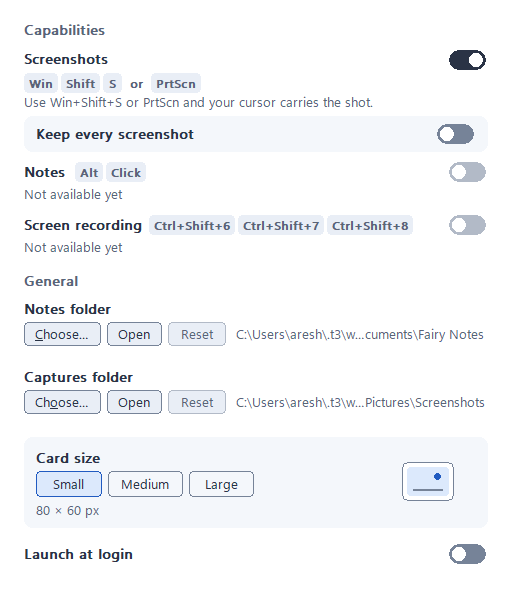 Capabilities
Screenshots
Win Shift S or PrtScn
Use Win+Shift+S or PrtScn and your cursor carries the shot.
Keep every screenshot
Notes Alt Click
Not available yet
Screen recording Ctrl+Shift+6 Ctrl+Shift+7 Ctrl+Shift+8
Not available yet
General
Notes folder
Choose... Open Reset C:\Users\aresh\.t3\w...cuments\Fairy Notes
Captures folder
Choose... Open Reset C:\Users\aresh\.t3\w...Pictures\Screenshots
Card size
Small Medium Large
80 × 60 px
Launch at login